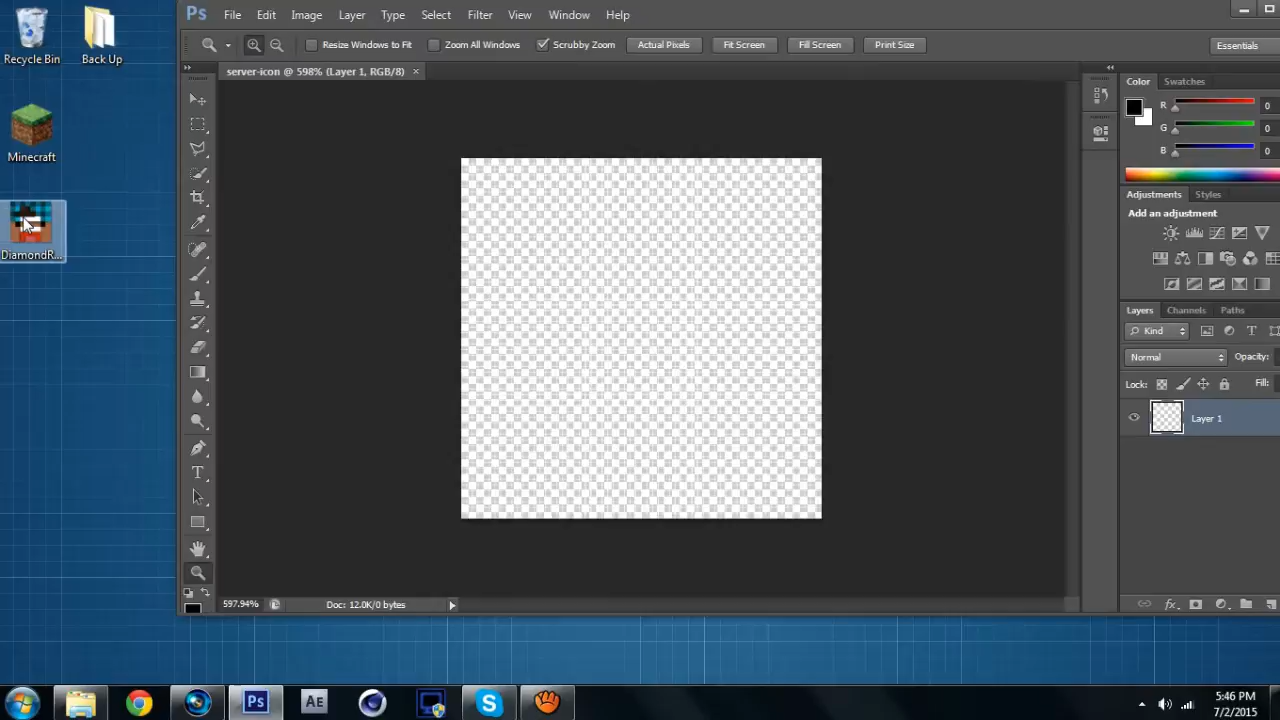 Recycle Bin
Back Up
Minecraft
DiamondR...
Ps File Edit Image Layer Type Select Filter View Window Help
Resize Windows to Fit Zoom All Windows Scrubby Zoom Actual Pixels Fit Screen Fill Screen Print Size Essentials
server-icon @ 598% (Layer 1, RGB/8) ×
Color Swatches
R 0
G 0
B 0
Adjustments Styles
Add an adjustment
Layers Channels Paths
Kind T
Normal Opacity:
Lock: Fill:
Layer 1
T
fx.
597.94% Doc: 12.0K/0 bytes
Ps Ae S
5:46 PM
7/2/2015